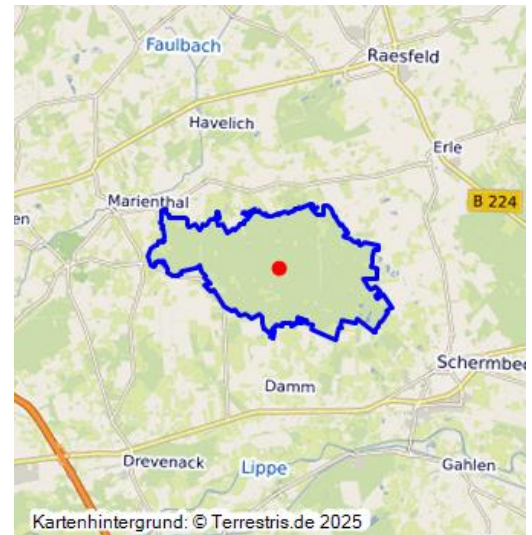 Faulbach
Raesfeld
Havelich
Erle
Marienthal
B 224
en
Schermbec
Damm
Drevenack
Lippe
Gahlen
Kartenhintergrund: © Terrestris.de 2025